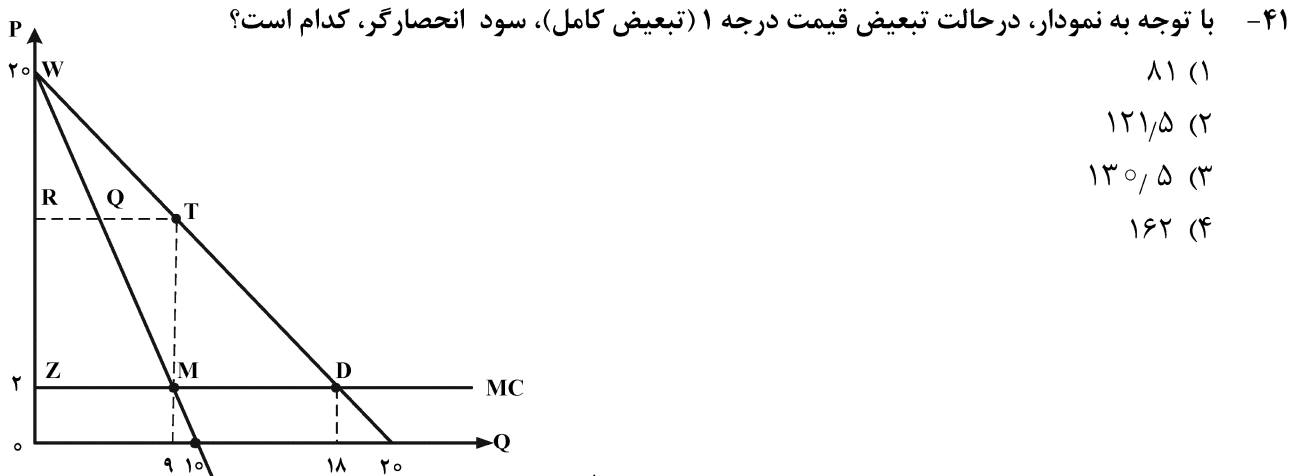 ۴۱- با توجه به نمودار، درحالت تبعیض قیمت درجه ۱ (تبعیض کامل)، سود انحصارگر، کدام است؟
۱) ۸۱
۲) ۱۲۱٫۵
۳) ۱۳۰٫۵
۴) ۱۶۲
P
۲۰ W
R Q T
۲ Z M D MC
۰ Q
۹ ۱۰ ۱۸ ۲۰